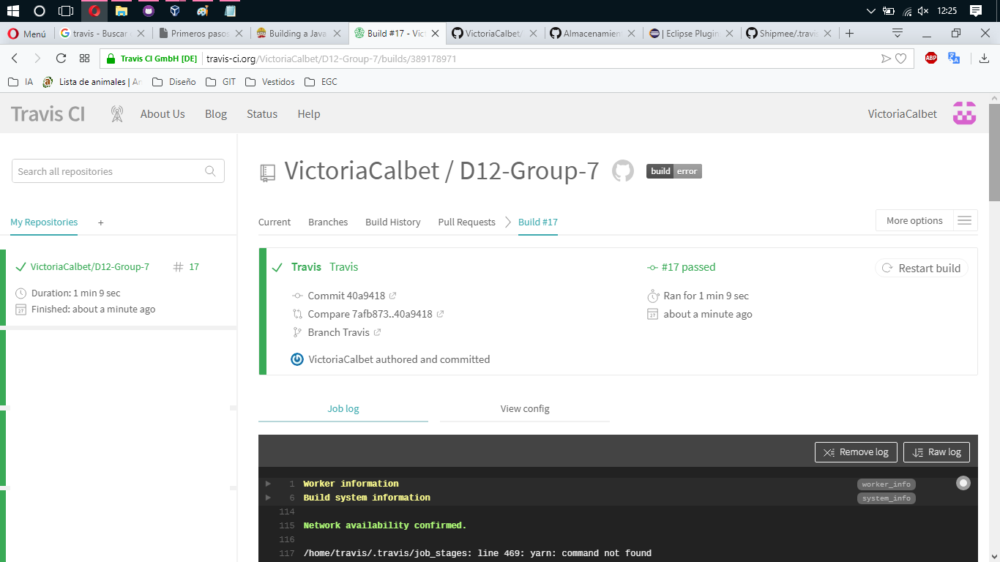 12:25
Menú
travis - Buscar
Primeros pasos
Building a Java
Build #17 - Vic
VictoriaCalbet/
Almacenamien
| Eclipse Plugin
Shipmee/.travis
Travis CI GmbH [DE]
travis-ci.org/VictoriaCalbet/D12-Group-7/builds/389178971
ABP
IA
a
Lista de animales | An
Diseño
GIT
Vestidos
EGC
Travis CI
About Us
Blog
Status
Help
VictoriaCalbet
Search all repositories
VictoriaCalbet / D12-Group-7
build error
My Repositories
+
Current
Branches
Build History
Pull Requests
Build #17
More options
VictoriaCalbet/D12-Group-7
# 17
Duration: 1 min 9 sec
27 Finished: about a minute ago
Travis Travis
#17 passed
Restart build
Commit 40a9418
Ran for 1 min 9 sec
Compare 7afb873..40a9418
27 about a minute ago
Branch Travis
VictoriaCalbet authored and committed
Job log
View config
Remove log
Raw log
1 Worker information
worker_info
6 Build system information
system_info
114
115 Network availability confirmed.
116
117 /home/travis/.travis/job_stages: line 469: yarn: command not found